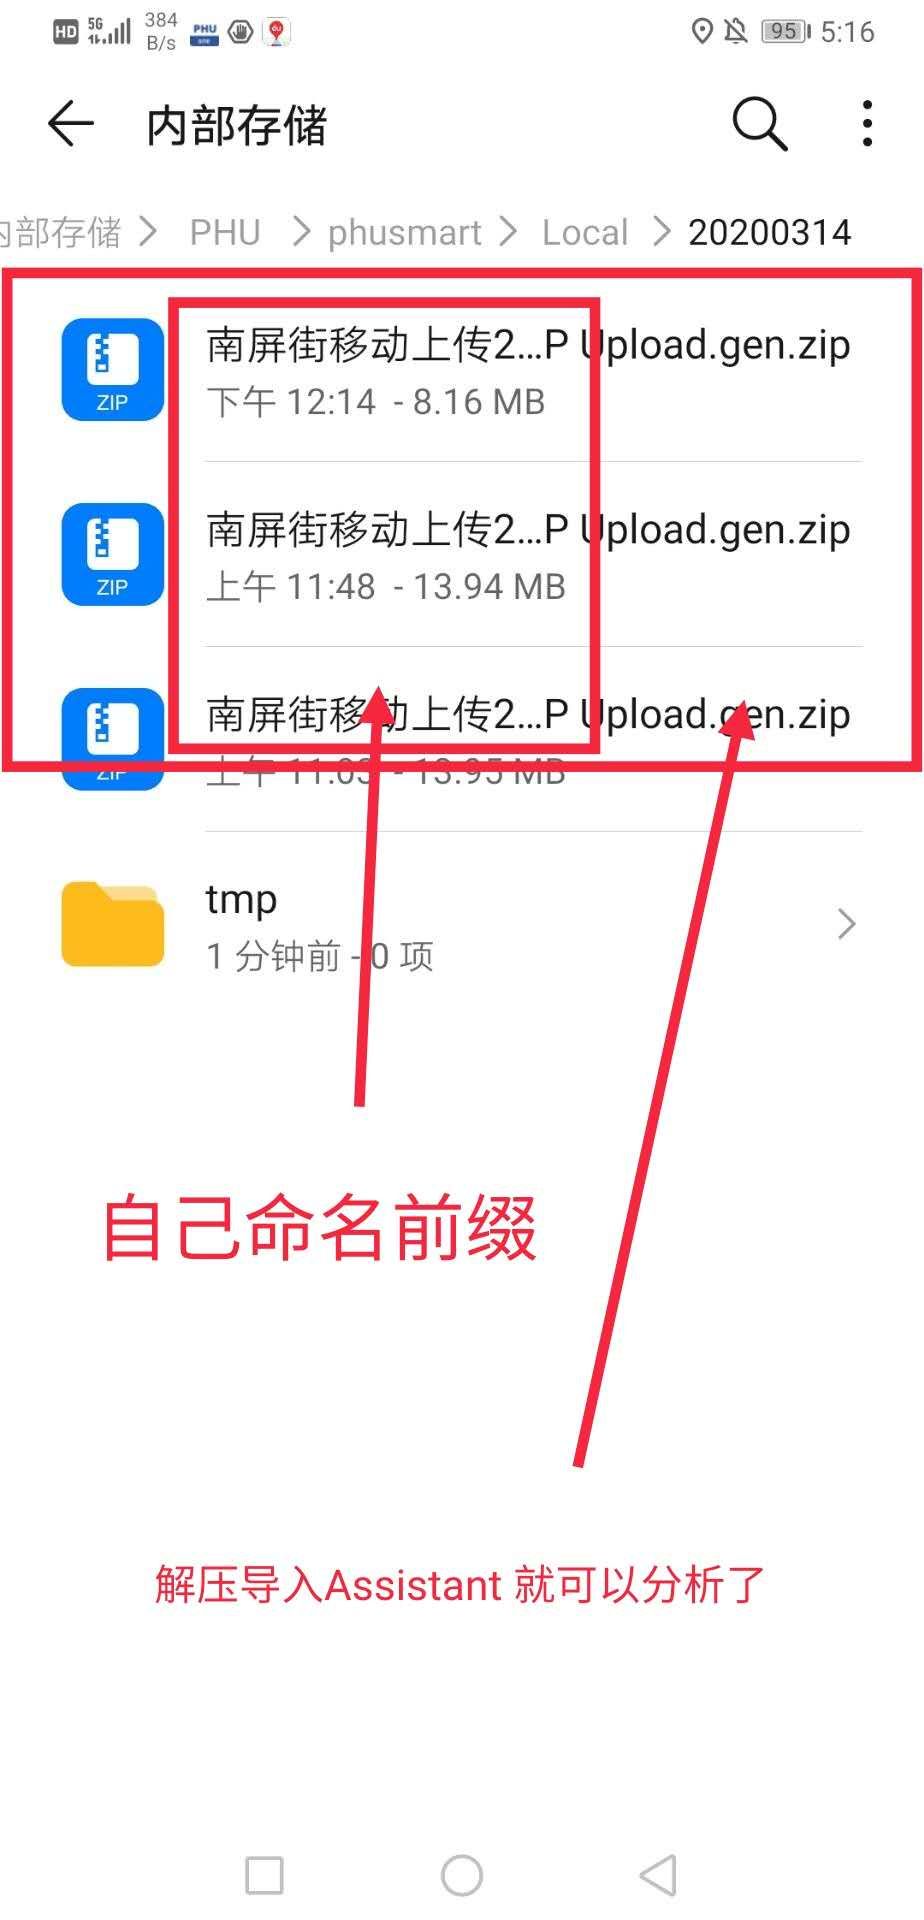 HD 5G 384 B/s PHU 95 5:16
内部存储
内部存储 > PHU > phusmart > Local > 20200314
南屏街移动上传2...P Upload.gen.zip
ZIP
下午 12:14 - 8.16 MB
南屏街移动上传2...P Upload.gen.zip
ZIP
上午 11:48 - 13.94 MB
南屏街移动上传2...P Upload.gen.zip
ZIP
上午 11:03 - 13.95 MB
tmp
1 分钟前 - 0 项
自己命名前缀
解压导入Assistant 就可以分析了